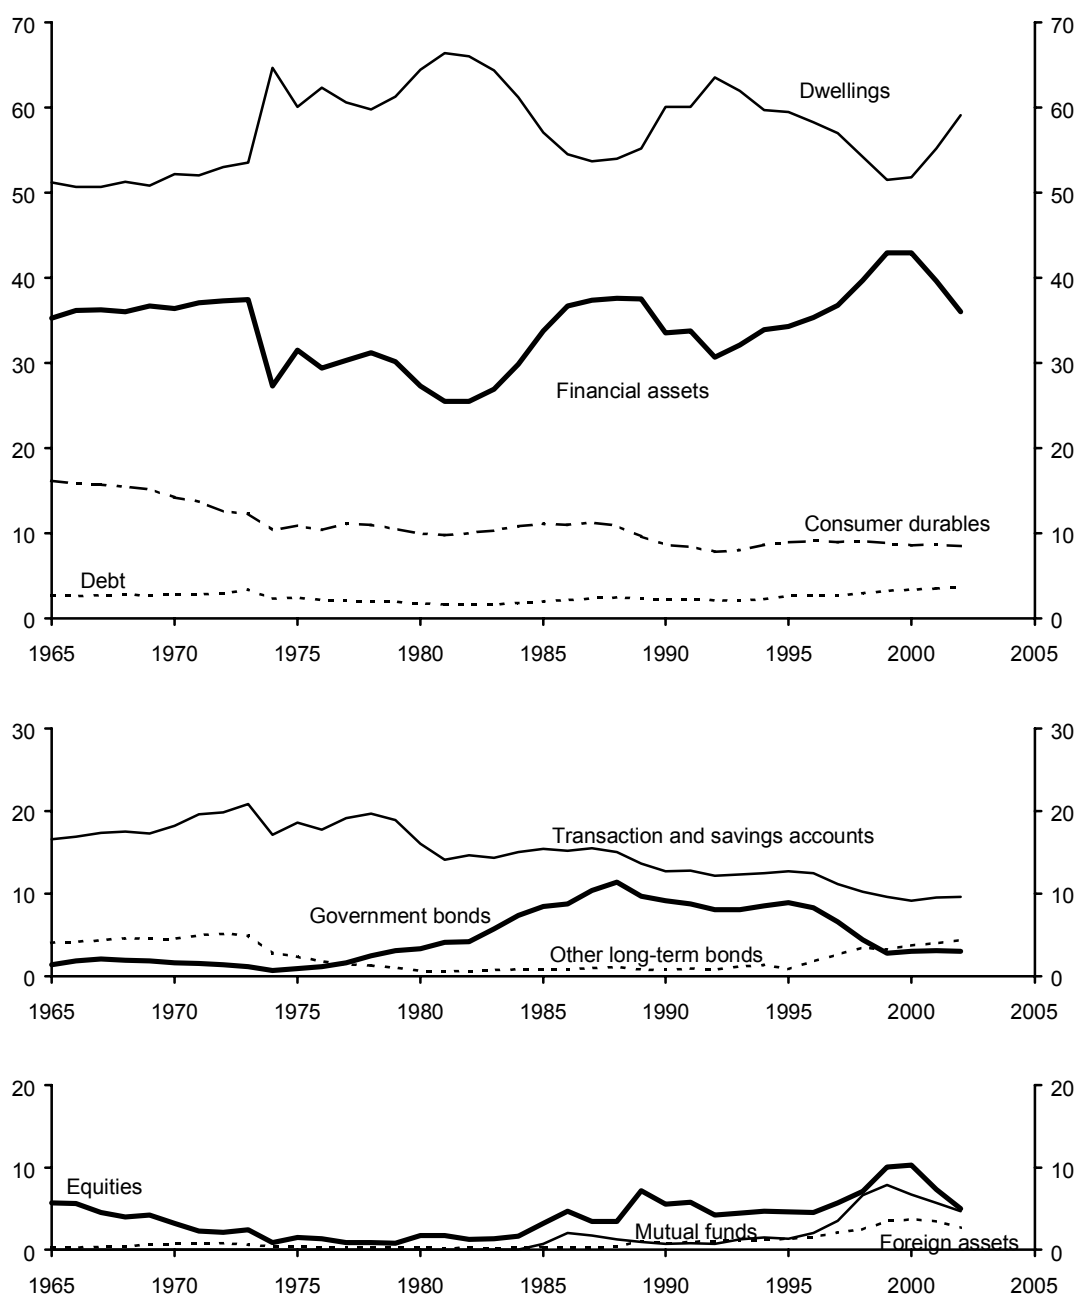 70 70
60 60
Dwellings
50 50
40 40
30 30
Financial assets
20 20
10 10
Consumer durables
Debt
0 0
1965 1970 1975 1980 1985 1990 1995 2000 2005
30 30
20 20
Transaction and savings accounts
10 10
Government bonds
Other long-term bonds
0 0
1965 1970 1975 1980 1985 1990 1995 2000 2005
20 20
10 10
Equities
Mutual funds
Foreign assets
0 0
1965 1970 1975 1980 1985 1990 1995 2000 2005